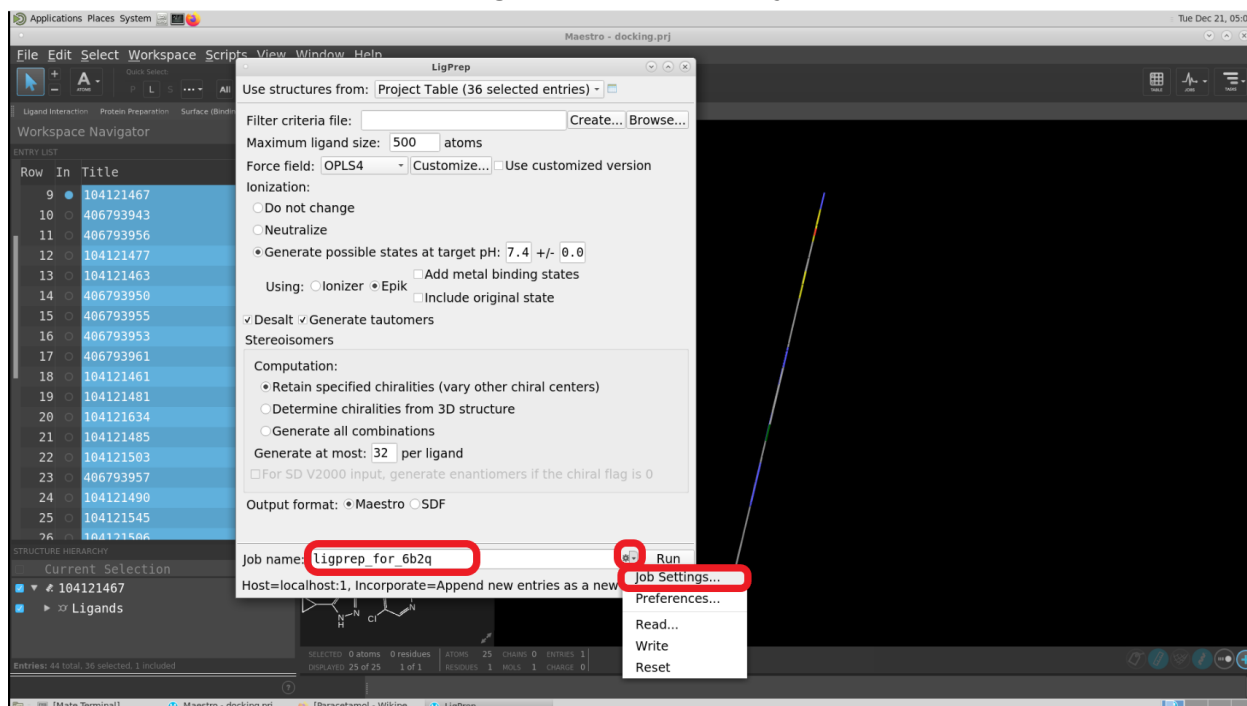 Applications Places System
Tue Dec 21, 05:0
Maestro - docking.prj
File Edit Select Workspace Scripts View Window Help
Quick Select:
P L S All
LigPrep
Use structures from: Project Table (36 selected entries)
Ligand Interaction Protein Preparation Surface (Bindin
Filter criteria file: Create... Browse...
Workspace Navigator
Maximum ligand size: 500 atoms
ENTRY LIST
Force field: OPLS4 Customize... Use customized version
Row In Title
Ionization:
9 104121467
Do not change
10 406793943
Neutralize
11 406793956
Generate possible states at target pH: 7.4 +/- 0.0
12 104121477
Add metal binding states
13 104121463
Using: Ionizer Epik
Include original state
14 406793950
15 406793955
Desalt Generate tautomers
16 406793953
Stereoisomers
17 406793961
Computation:
18 104121461
Retain specified chiralities (vary other chiral centers)
19 104121481
Determine chiralities from 3D structure
20 104121634
Generate all combinations
21 104121485
Generate at most: 32 per ligand
22 104121503
For SD V2000 input, generate enantiomers if the chiral flag is 0
23 406793957
24 104121490
Output format: Maestro SDF
25 104121545
26 104121506
STRUCTURE HIERARCHY
Job name: ligprep_for_6b2q Run
Current Selection
Host=localhost:1, Incorporate=Append new entries as a new
Job Settings...
104121467
Preferences...
Ligands
N-N
H
Cl
N
Read...
Write
Reset
SELECTED 0 atoms 0 residues ATOMS 25 CHAINS 0 ENTRIES 1
Entries: 44 total, 36 selected, 1 included
DISPLAYED 25 of 25 1 of 1 RESIDUES 1 MOLS 1 CHARGE 0
[Mate Terminal]
Maestro - docking.prj
[Paracetamol - Wikipe
LigPrep